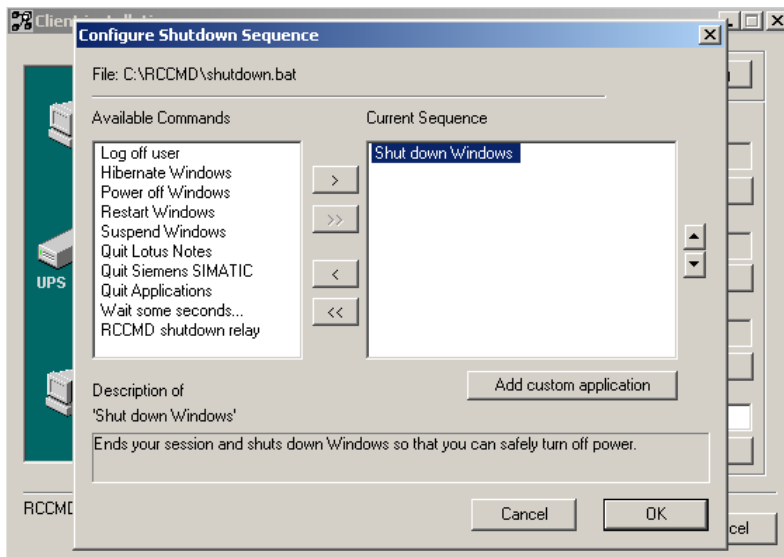 Client installation
Configure Shutdown Sequence
File: C:\RCCMD\shutdown.bat
Available Commands
Current Sequence
Log off user
Hibernate Windows
Power off Windows
Restart Windows
Suspend Windows
Quit Lotus Notes
Quit Siemens SIMATIC
Quit Applications
Wait some seconds...
RCCMD shutdown relay
>
>>
<
<<
Shut down Windows
UPS
Add custom application
Description of
'Shut down Windows'
Ends your session and shuts down Windows so that you can safely turn off power.
RCCMD
Cancel
OK
cel